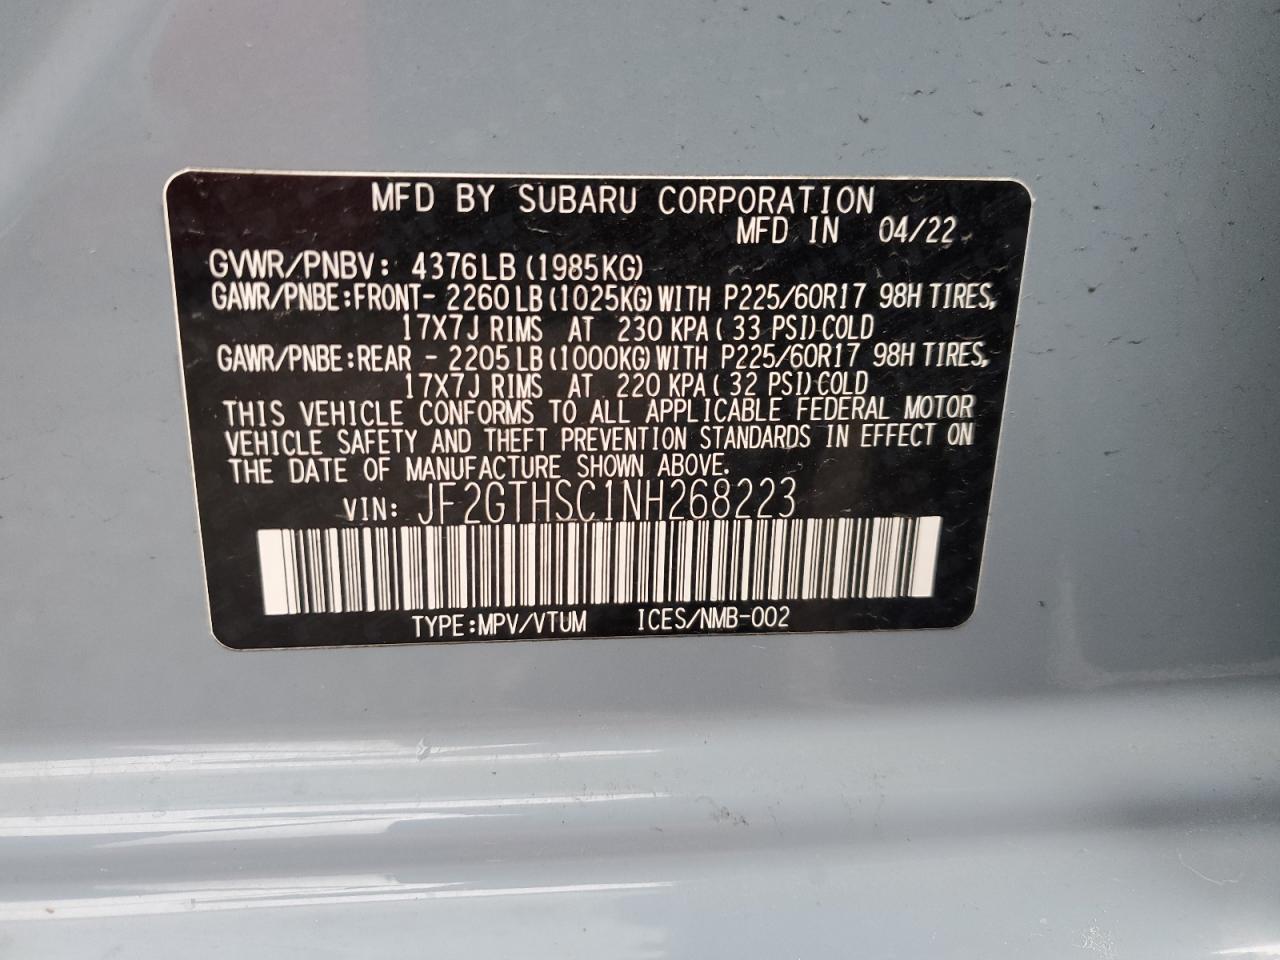 MFD BY SUBARU CORPORATION
MFD IN 04/22
GVWR/PNBV: 4376LB (1985KG)
GAWR/PNBE:FRONT- 2260 LB (1025KG) WITH P225/60R17 98H TIRES,
17X7J RIMS AT 230 KPA ( 33 PSI) COLD
GAWR/PNBE:REAR - 2205 LB (1000KG) WITH P225/60R17 98H TIRES,
17X7J RIMS AT 220 KPA ( 32 PSI) COLD
THIS VEHICLE CONFORMS TO ALL APPLICABLE FEDERAL MOTOR
VEHICLE SAFETY AND THEFT PREVENTION STANDARDS IN EFFECT ON
THE DATE OF MANUFACTURE SHOWN ABOVE.
VIN: JF2GTHSC1NH268223
TYPE:MPV/VTUM ICES/NMB-002